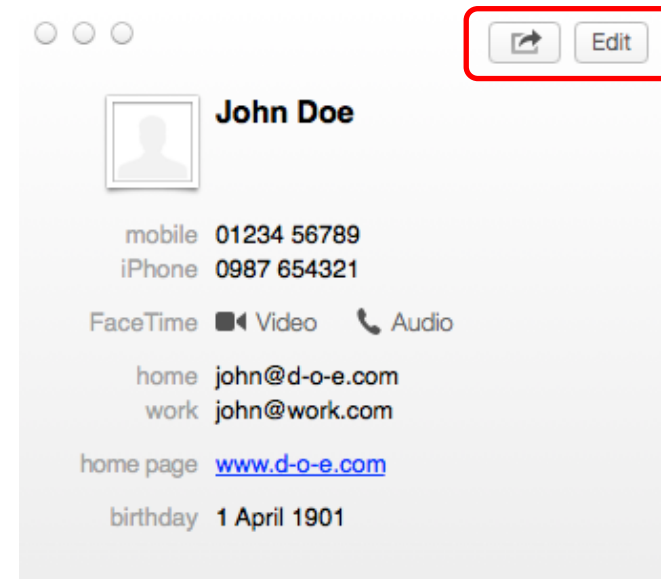 Edit
John Doe
mobile 01234 56789
iPhone 0987 654321
FaceTime Video Audio
home john@d-o-e.com
work john@work.com
home page www.d-o-e.com
birthday 1 April 1901